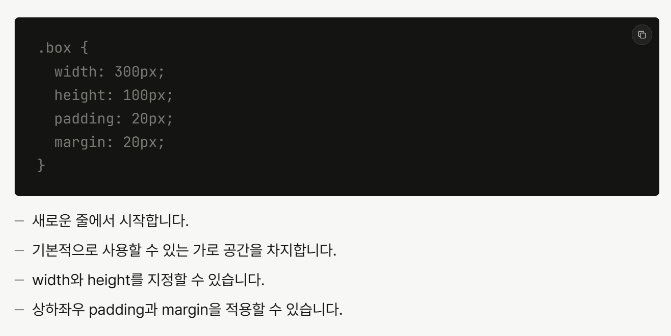 .box {
  width: 300px;
  height: 100px;
  padding: 20px;
  margin: 20px;
}
— 새로운 줄에서 시작합니다.
— 기본적으로 사용할 수 있는 가로 공간을 차지합니다.
— width와 height를 지정할 수 있습니다.
— 상하좌우 padding과 margin을 적용할 수 있습니다.